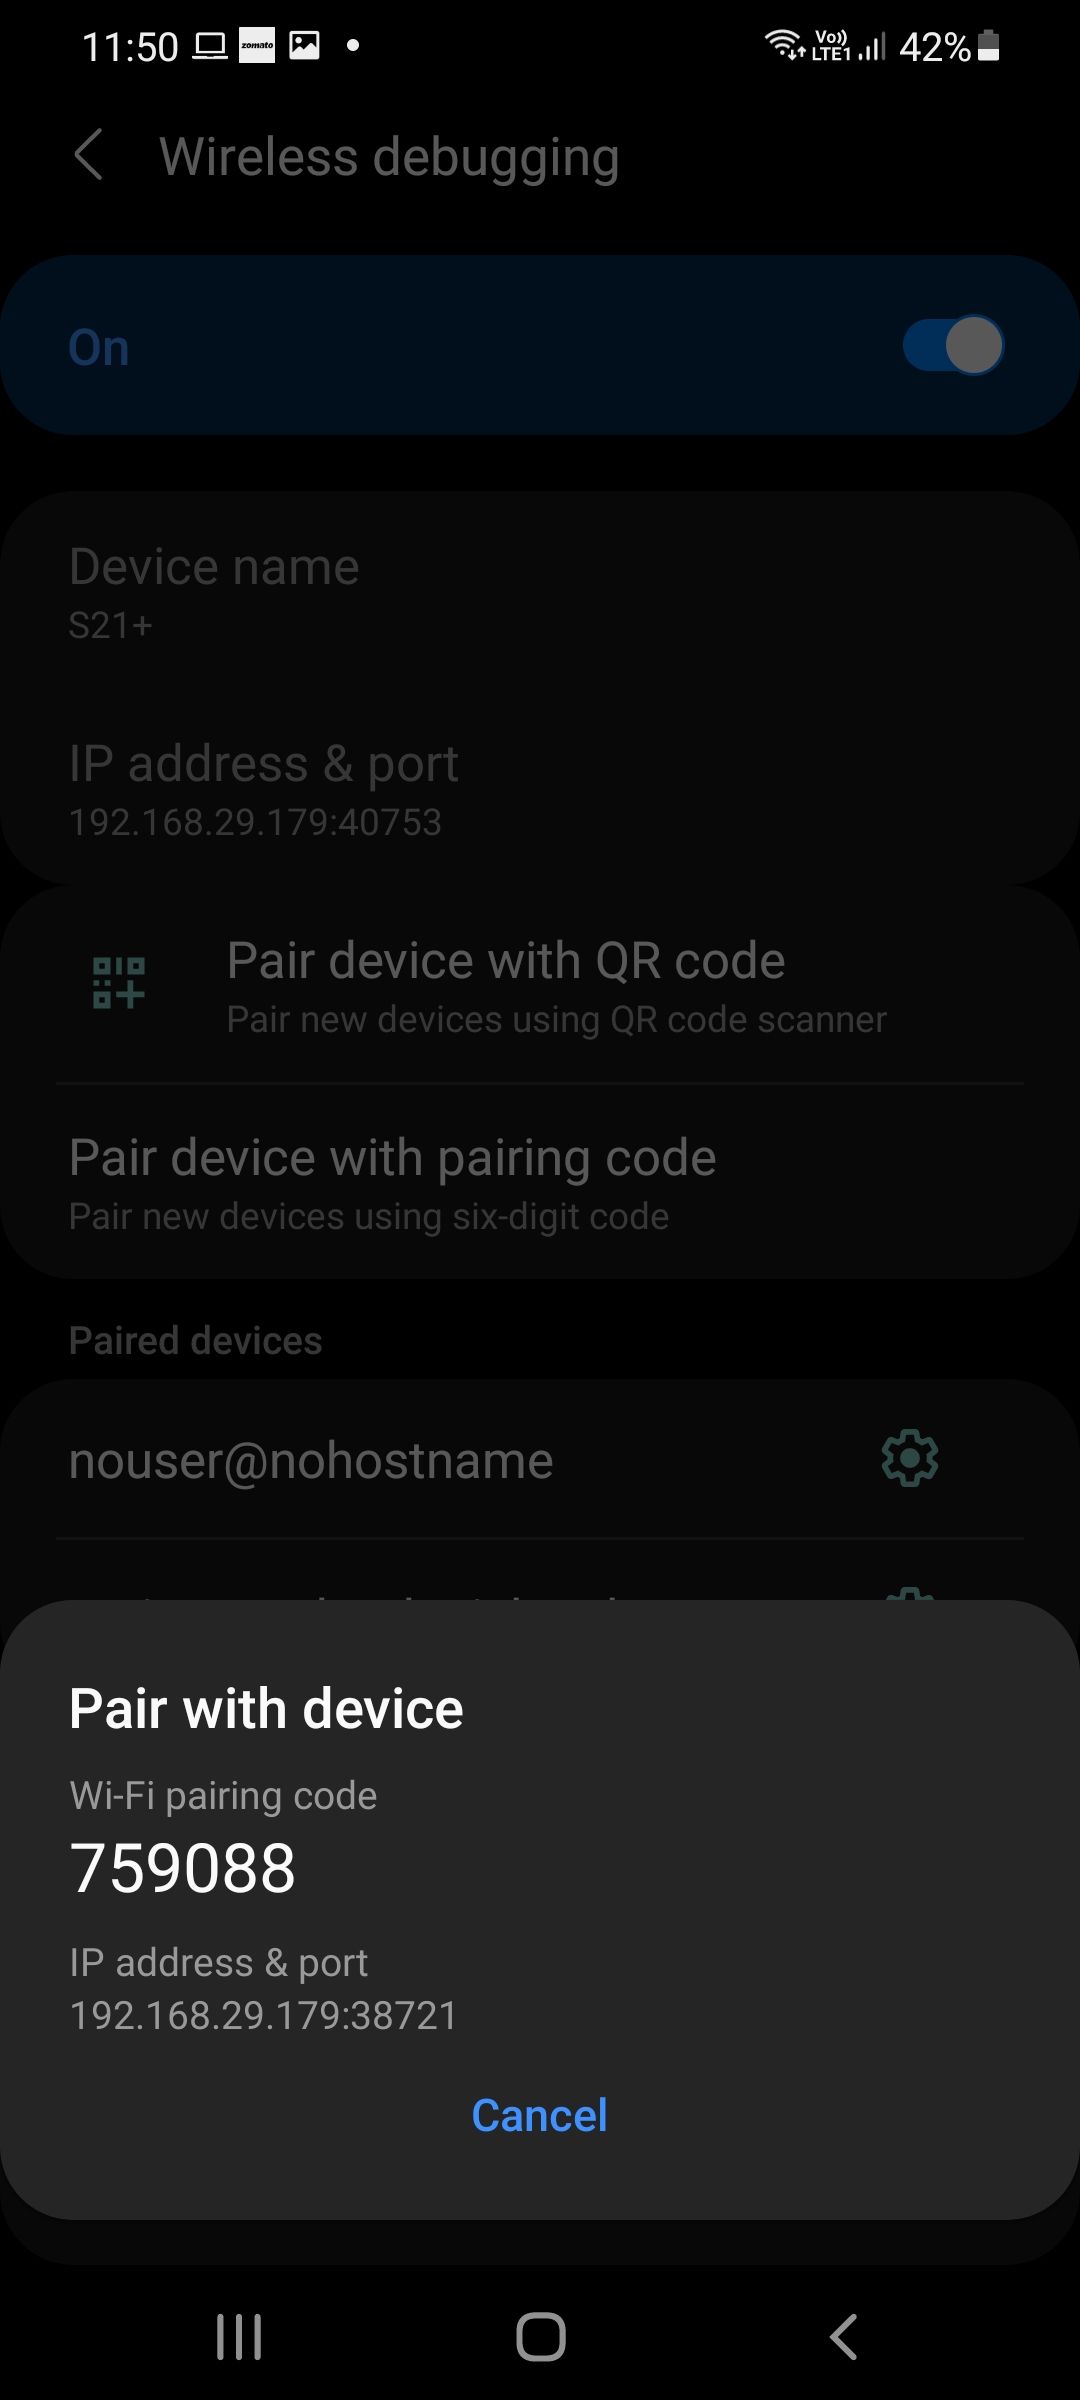 11:50 zomato Vo)) LTE1 42%
Wireless debugging
On
Device name
S21+
IP address & port
192.168.29.179:40753
Pair device with QR code
Pair new devices using QR code scanner
Pair device with pairing code
Pair new devices using six-digit code
Paired devices
nouser@nohostname
Pair with device
Wi-Fi pairing code
759088
IP address & port
192.168.29.179:38721
Cancel